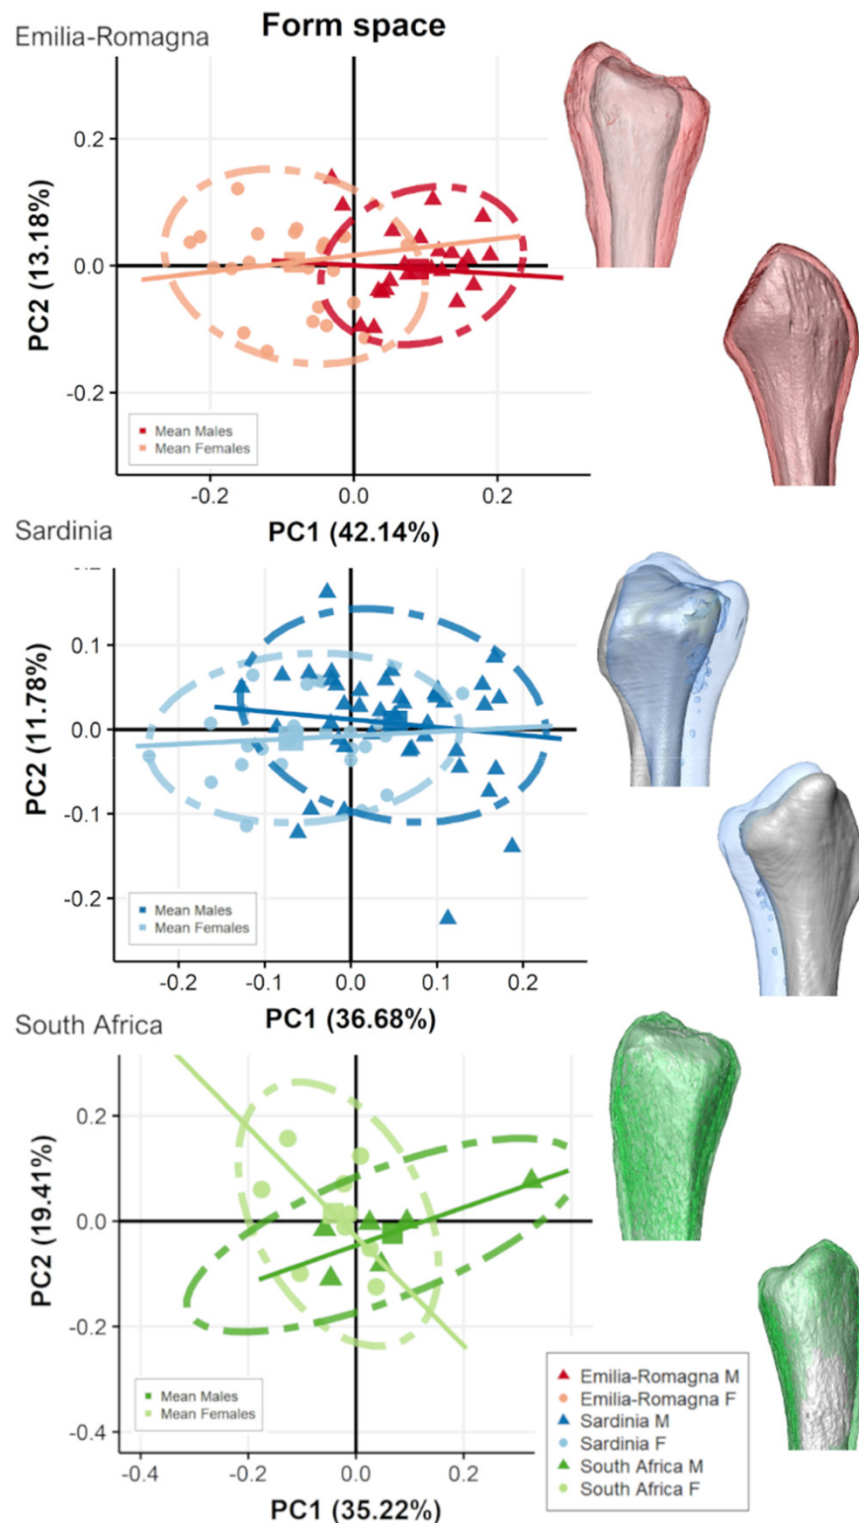 Form space
Emilia-Romagna
0.2
0.0
-0.2
PC2 (13.18%)
Mean Males
Mean Females
-0.2
0.0
0.2
PC1 (42.14%)
Sardinia
0.1
0.0
-0.1
-0.2
PC2 (11.78%)
Mean Males
Mean Females
-0.2
-0.1
0.0
0.1
0.2
PC1 (36.68%)
South Africa
0.2
0.0
-0.2
-0.4
PC2 (19.41%)
Mean Males
Mean Females
-0.4
-0.2
0.0
0.2
PC1 (35.22%)
Emilia-Romagna M
Emilia-Romagna F
Sardinia M
Sardinia F
South Africa M
South Africa F